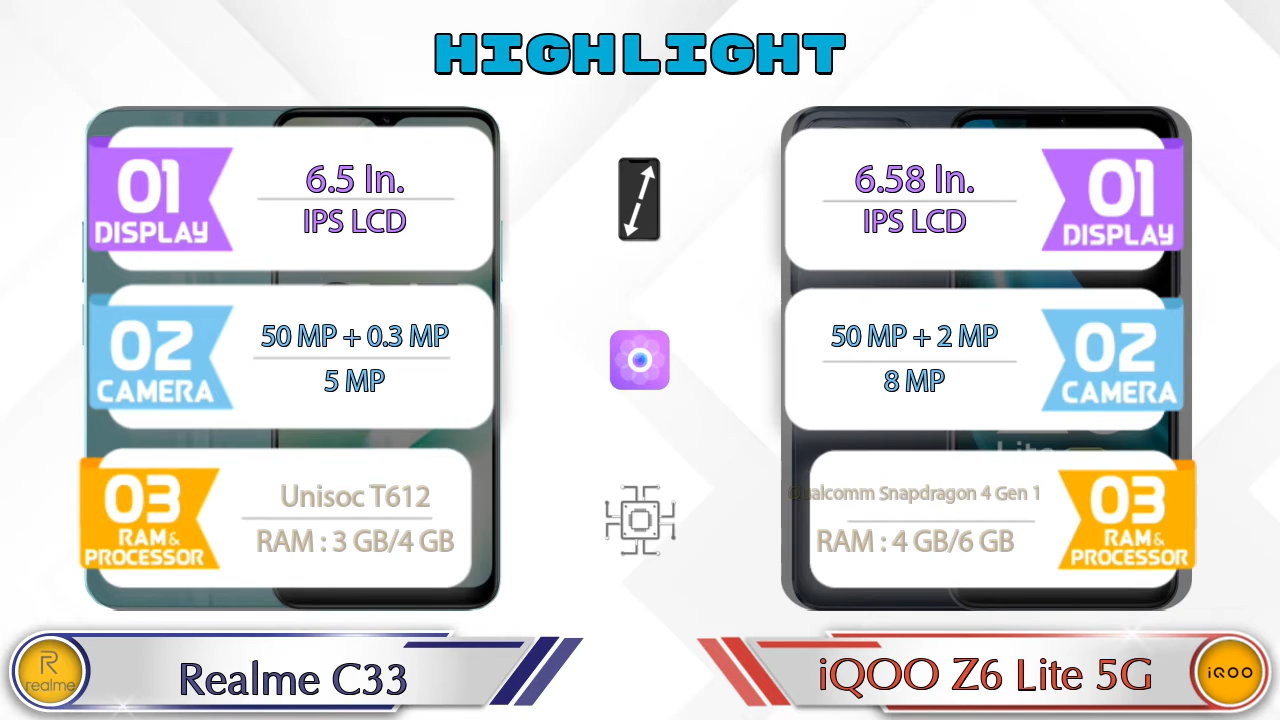 HIGHLIGHT
01
DISPLAY
6.5 In.
IPS LCD
02
CAMERA
50 MP + 0.3 MP
5 MP
03
RAM &
PROCESSOR
Unisoc T612
RAM : 3 GB/4 GB
6.58 In.
IPS LCD
01
DISPLAY
50 MP + 2 MP
8 MP
02
CAMERA
Lite
Qualcomm Snapdragon 4 Gen 1
RAM : 4 GB/6 GB
03
RAM &
PROCESSOR
R
realme
Realme C33
iQOO Z6 Lite 5G
iQOO